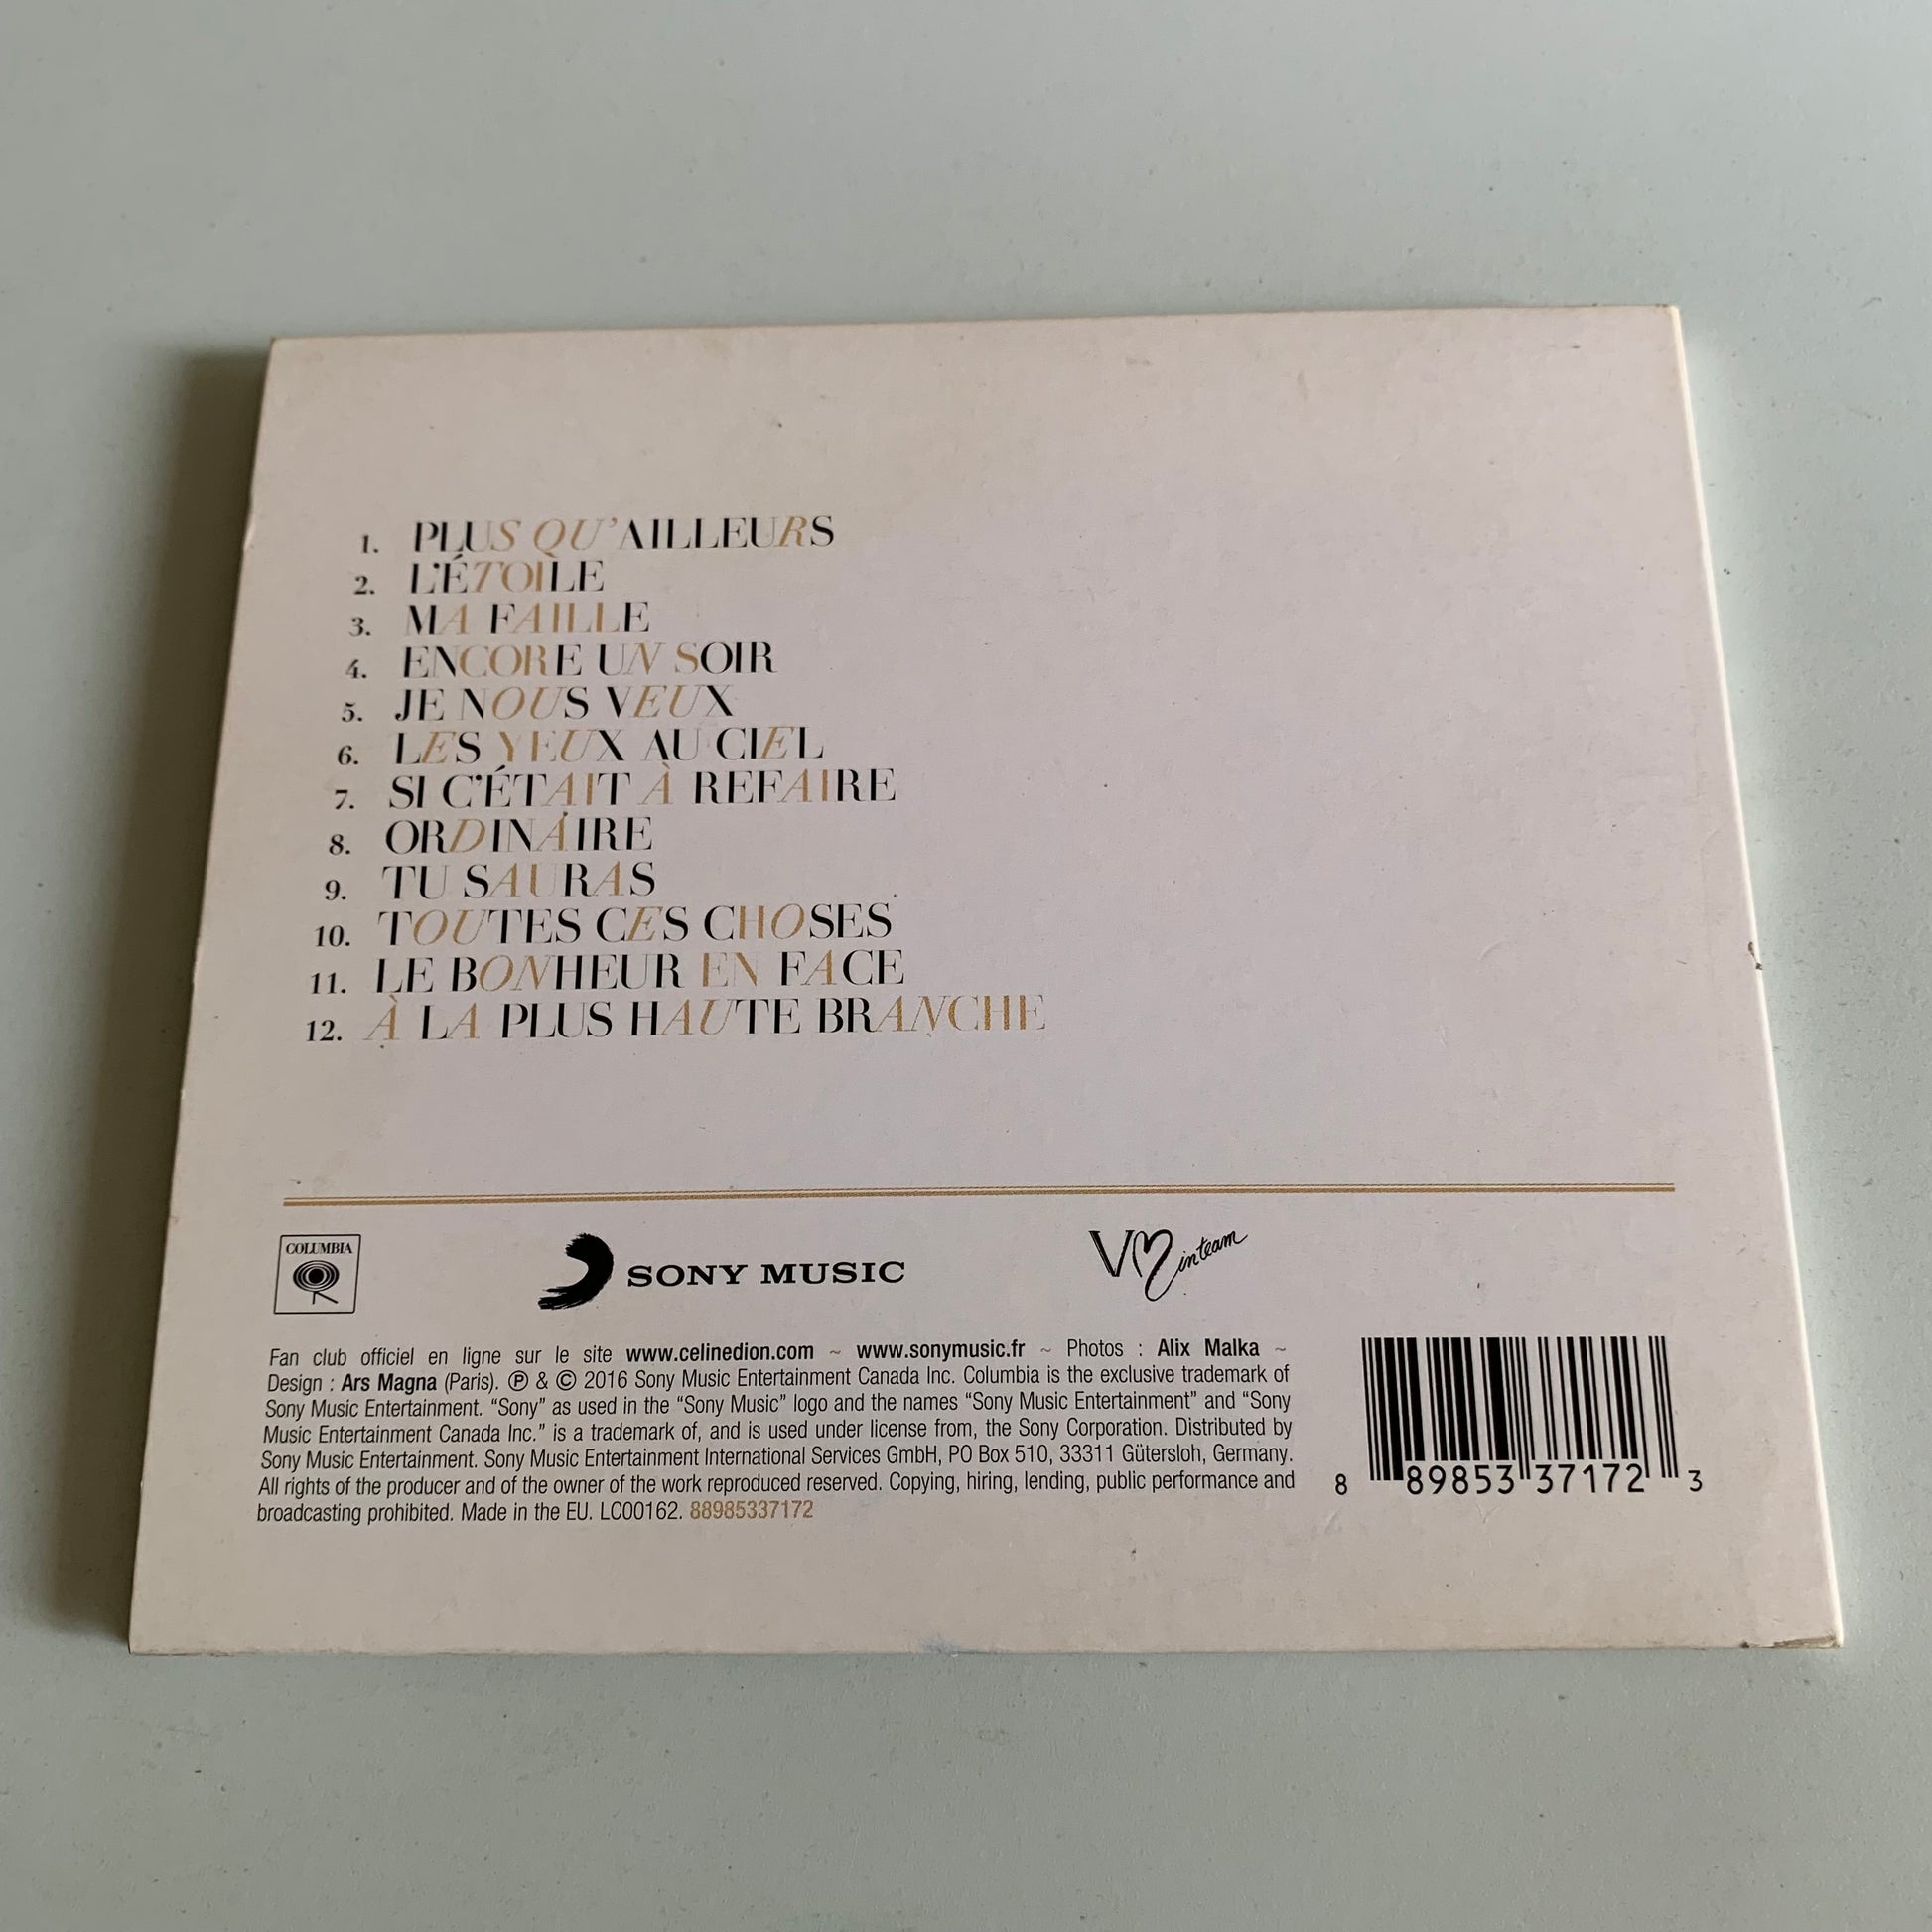 1. PLUS QU'AILLEURS
2. L'ÉTOILE
3. MA FAILLE
4. ENCORE UN SOIR
5. JE NOUS VEUX
6. LES YEUX AU CIEL
7. SI C'ÉTAIT À REFAIRE
8. ORDINAIRE
9. TU SAURAS
10. TOUTES CES CHOSES
11. LE BONHEUR EN FACE
12. À LA PLUS HAUTE BRANCHE
COLUMBIA
SONY MUSIC
V in team
Fan club officiel en ligne sur le site www.celinedion.com ~ www.sonymusic.fr ~ Photos : Alix Malka ~
Design : Ars Magna (Paris). ℗ & © 2016 Sony Music Entertainment Canada Inc. Columbia is the exclusive trademark of
Sony Music Entertainment. “Sony” as used in the “Sony Music” logo and the names “Sony Music Entertainment” and “Sony
Music Entertainment Canada Inc.” is a trademark of, and is used under license from, the Sony Corporation. Distributed by
Sony Music Entertainment. Sony Music Entertainment International Services GmbH, PO Box 510, 33311 Gütersloh, Germany.
All rights of the producer and of the owner of the work reproduced reserved. Copying, hiring, lending, public performance and
broadcasting prohibited. Made in the EU. LC00162. 88985337172
8 89853 37172 3